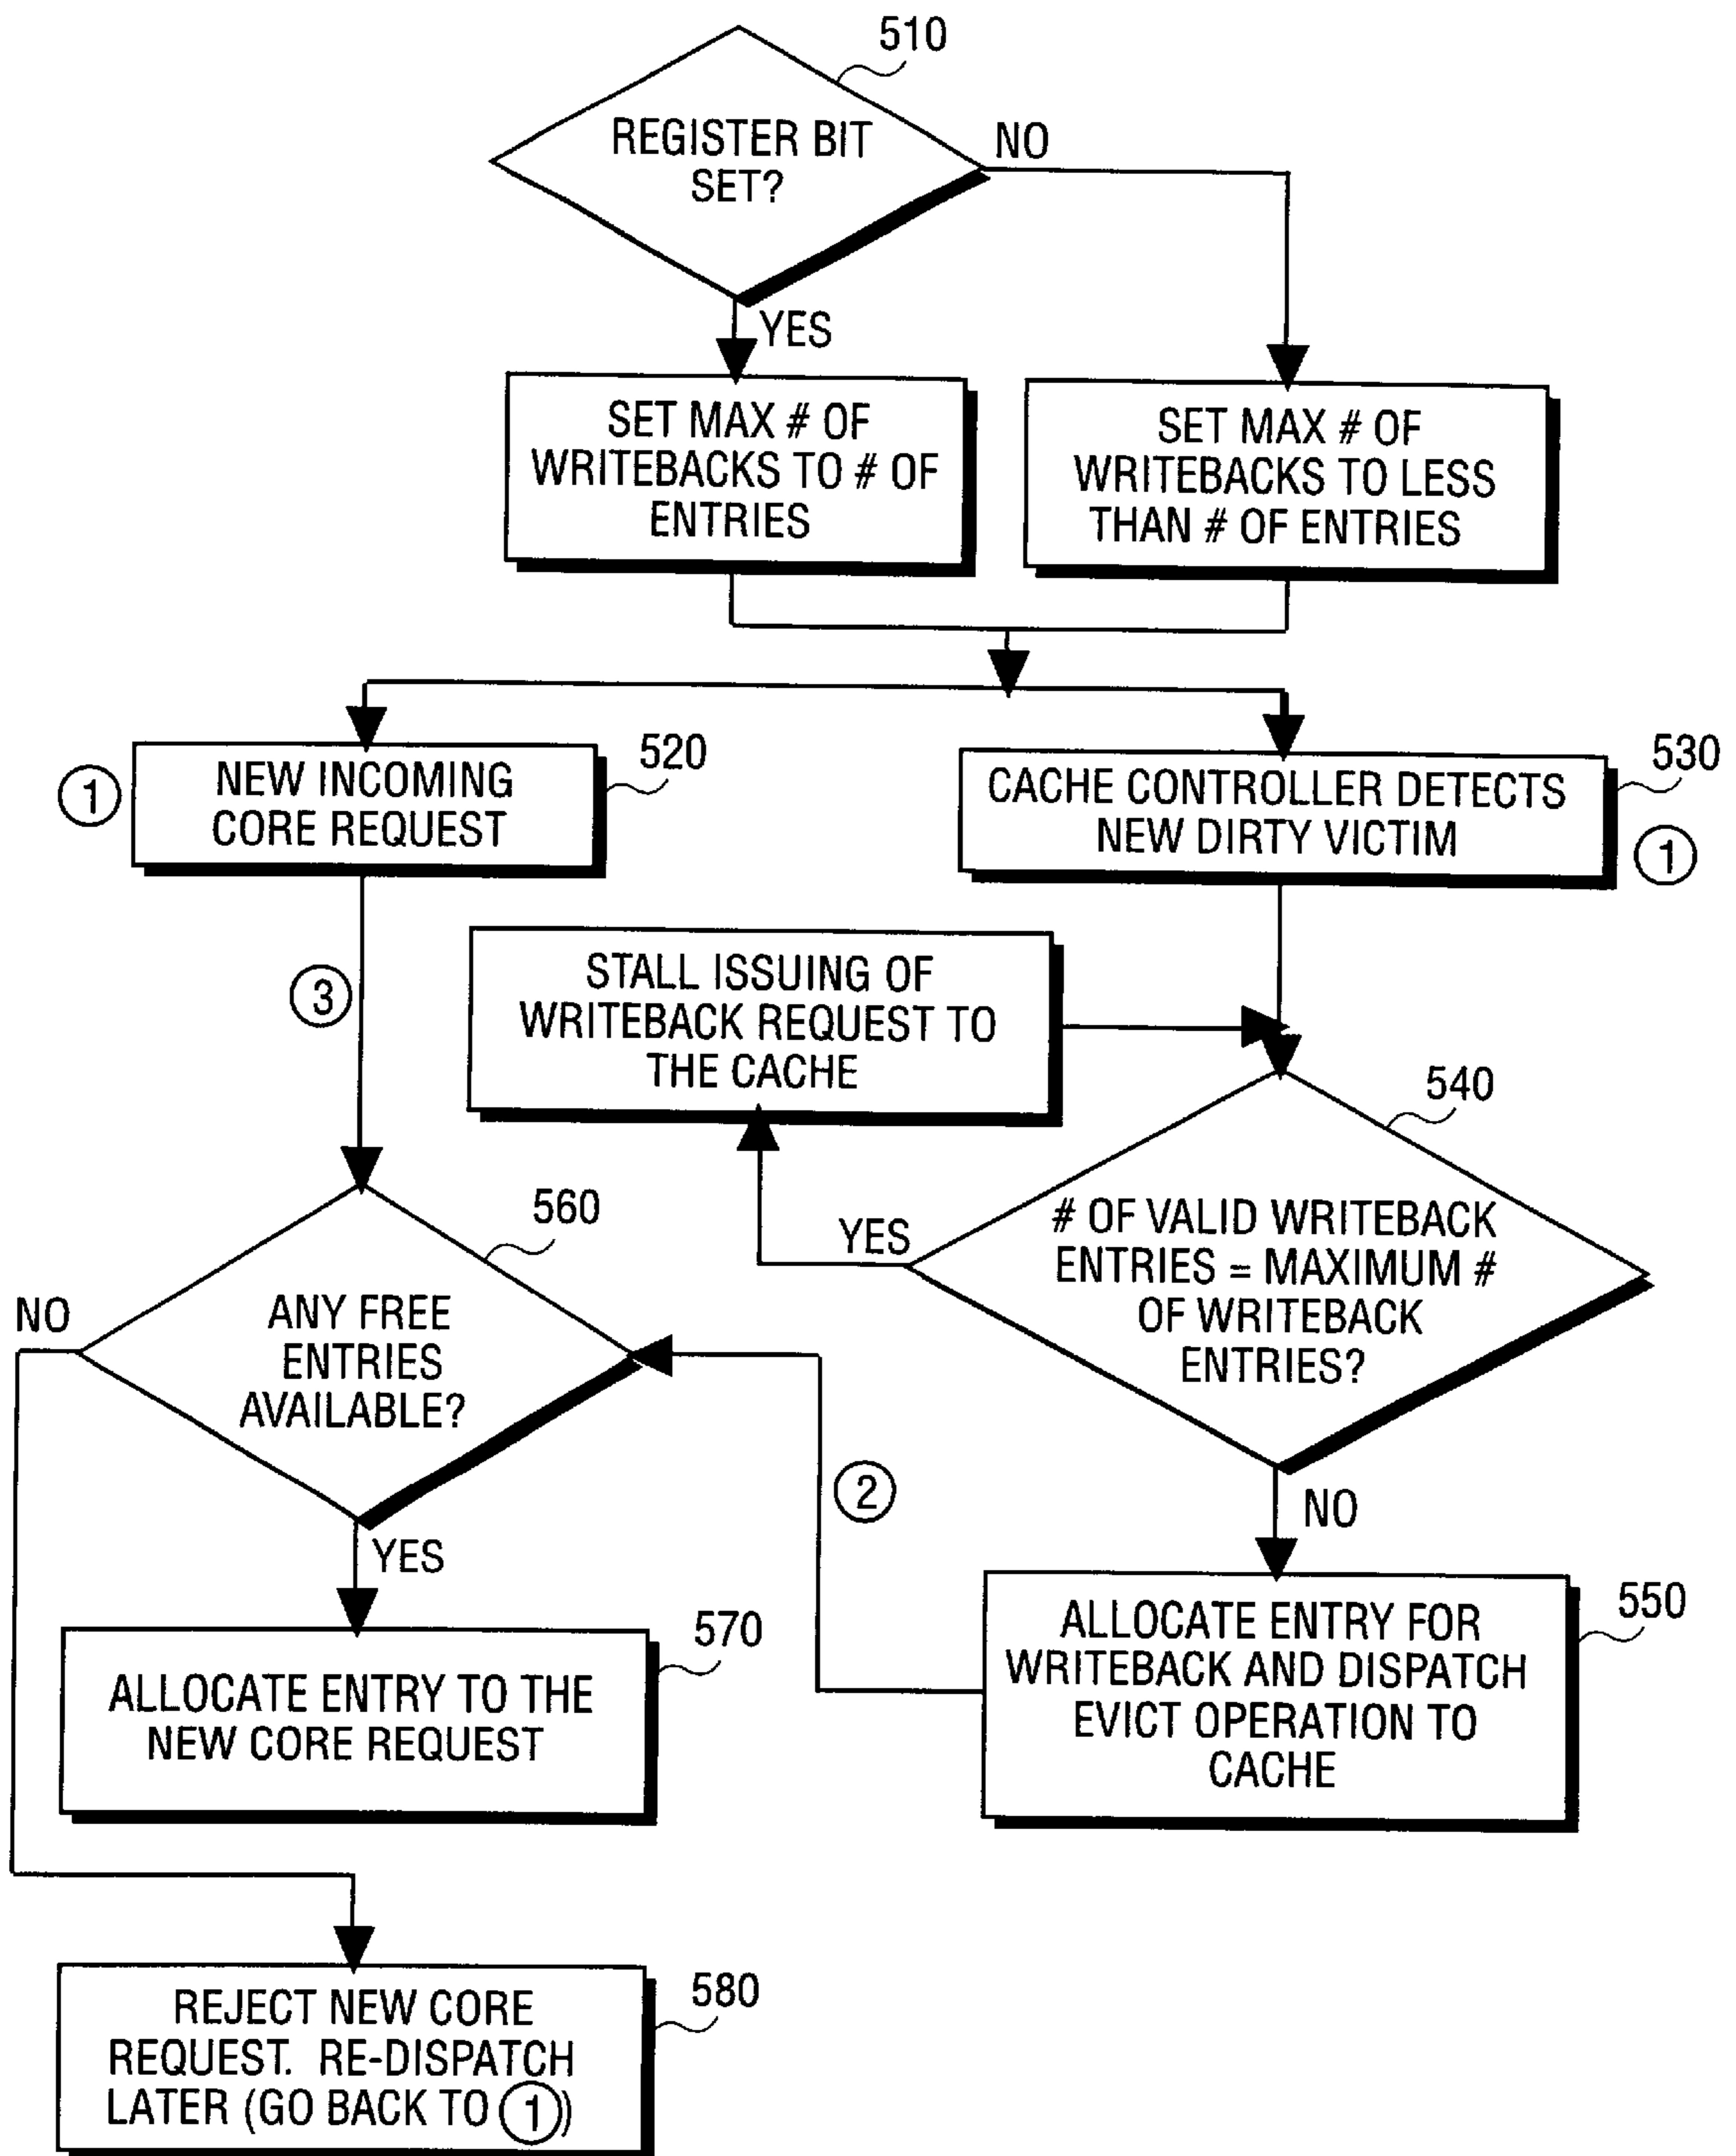 510
REGISTER BIT
SET?
NO
YES
SET MAX # OF
WRITEBACKS TO # OF
ENTRIES
SET MAX # OF
WRITEBACKS TO LESS
THAN # OF ENTRIES
1
NEW INCOMING
CORE REQUEST
520
CACHE CONTROLLER DETECTS
NEW DIRTY VICTIM
530
1
3
STALL ISSUING OF
WRITEBACK REQUEST TO
THE CACHE
540
# OF VALID WRITEBACK
ENTRIES = MAXIMUM #
OF WRITEBACK
ENTRIES?
YES
NO
560
ANY FREE
ENTRIES
AVAILABLE?
NO
YES
2
ALLOCATE ENTRY FOR
WRITEBACK AND DISPATCH
EVICT OPERATION TO
CACHE
550
570
ALLOCATE ENTRY TO THE
NEW CORE REQUEST
580
REJECT NEW CORE
REQUEST. RE-DISPATCH
LATER (GO BACK TO 1)